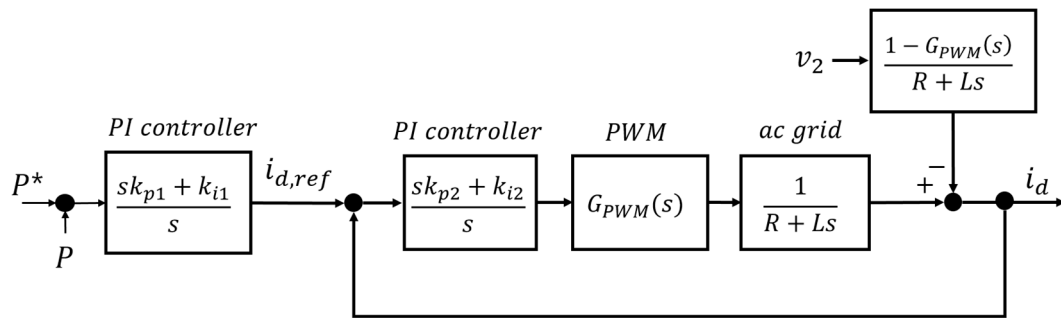 v₂
1 − G_PWM(s)
R + Ls
PI controller
PI controller
PWM
ac grid
P*
sk_p1 + k_i1
s
i_d,ref
sk_p2 + k_i2
s
G_PWM(s)
1
R + Ls
+
−
i_d
P